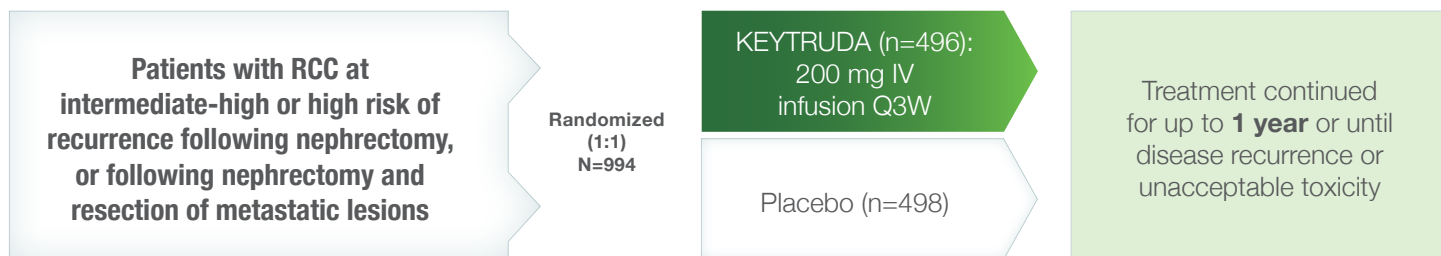 Patients with RCC at
intermediate-high or high risk of
recurrence following nephrectomy,
or following nephrectomy and
resection of metastatic lesions
Randomized
(1:1)
N=994
KEYTRUDA (n=496):
200 mg IV
infusion Q3W
Placebo (n=498)
Treatment continued
for up to 1 year or until
disease recurrence or
unacceptable toxicity